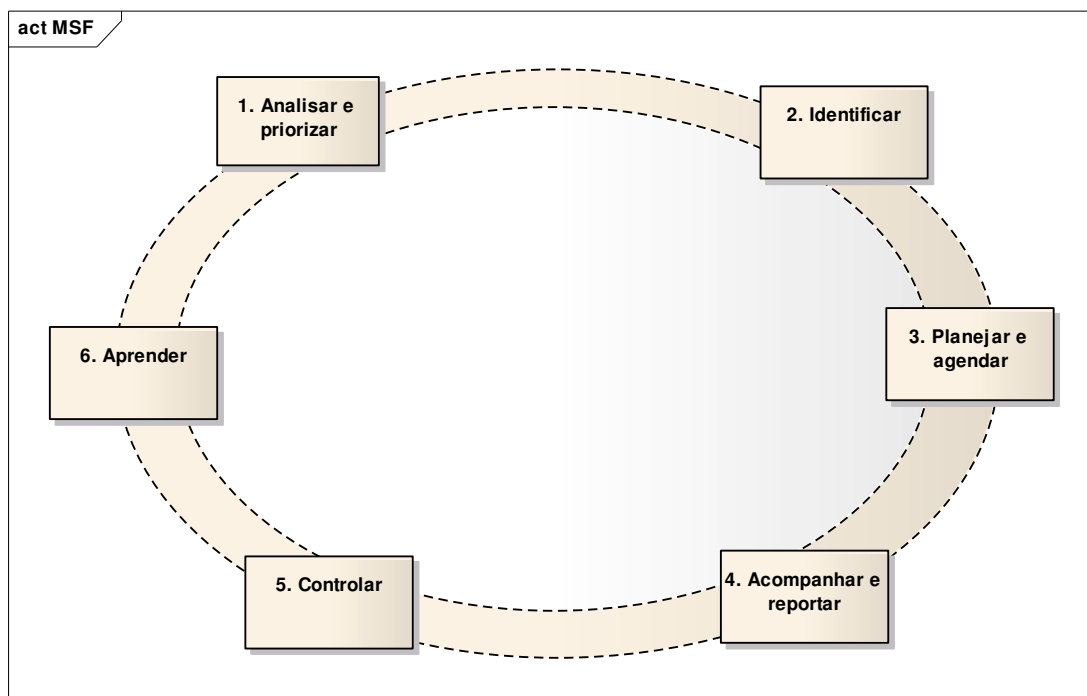 act MSF
1. Analisar e
priorizar
2. Identificar
3. Planejar e
agendar
4. Acompanhar e
reportar
5. Controlar
6. Aprender